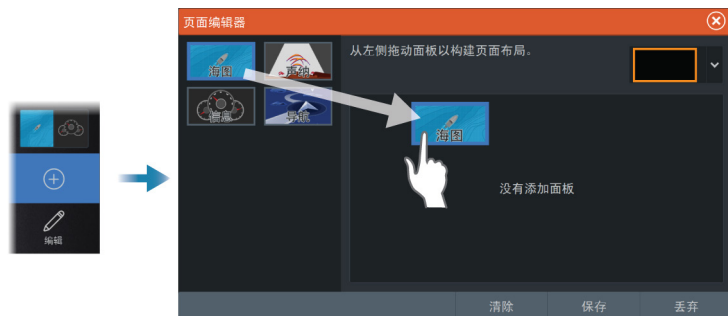 页面编辑器
海图
声纳
信息
导航
从左侧拖动面板以构建页面布局。
海图
没有添加面板
编辑
清除
保存
丢弃